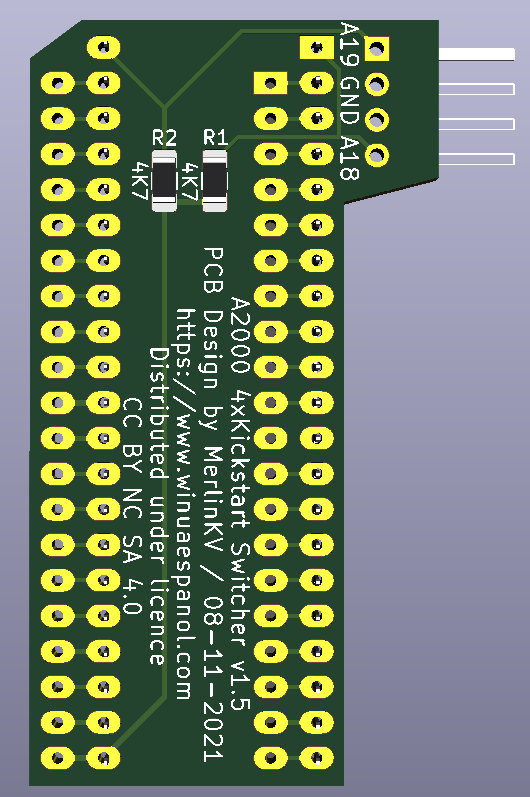 A19
GND
A18
R2
R1
4K7
4K7
A2000 4xKickstart Switcher v1.5
PCB Design by MerlinKV / 08-11-2021
https://www.winuaespanol.com
Distributed under licence
CC BY NC SA 4.0